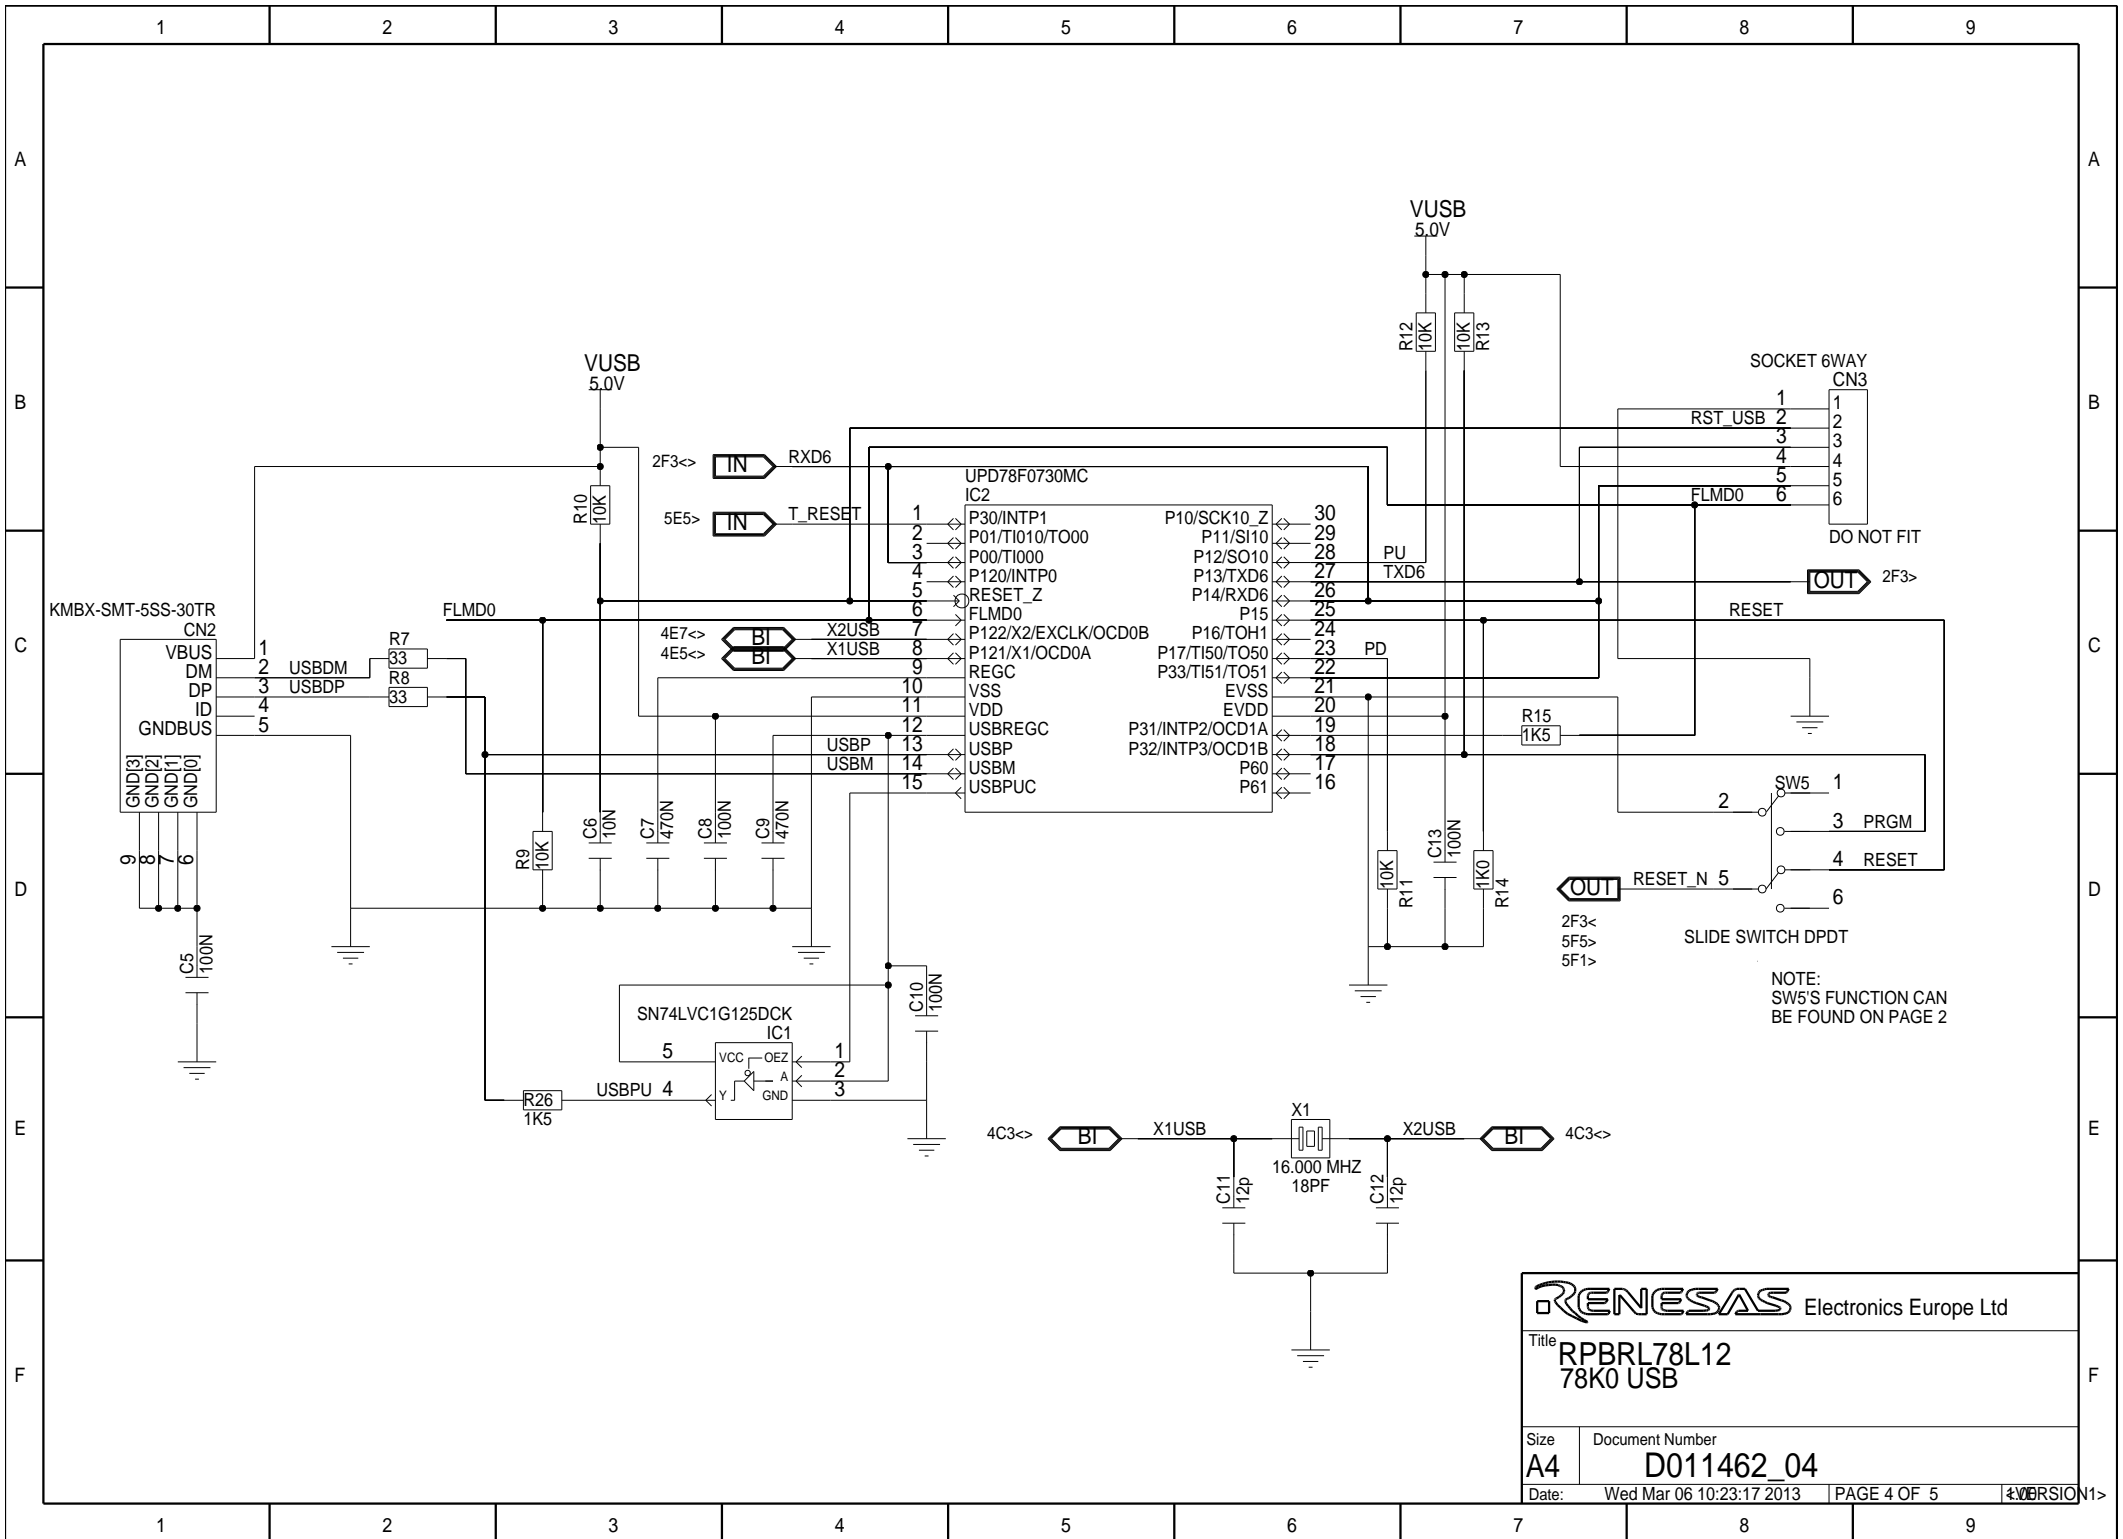 1 2 3 4 5 6 7 8 9
A A
B B
C C
D D
E E
F F
VUSB
5.0V
R12
10K
10K
R13
VUSB
5.0V
R10
10K
2F3<> IN RXD6
5E5> IN T_RESET
UPD78F0730MC
IC2
1 P30/INTP1
2 P01/TI010/TO00
3 P00/TI000
4 P120/INTP0
5 RESET_Z
6 FLMD0
7 P122/X2/EXCLK/OCD0B
8 P121/X1/OCD0A
9 REGC
10 VSS
11 VDD
12 USBREGC
13 USBP
14 USBM
15 USBPUC
P10/SCK10_Z 30
P11/SI10 29
P12/SO10 28 PU
P13/TXD6 27 TXD6
P14/RXD6 26
P15 25
P16/TOH1 24
P17/TI50/TO50 23 PD
P33/TI51/TO51 22
EVSS 21
EVDD 20
P31/INTP2/OCD1A 19
P32/INTP3/OCD1B 18
P60 17
P61 16
SOCKET 6WAY
CN3
1 1
RST_USB 2 2
3 3
4 4
5 5
FLMD0 6 6
DO NOT FIT
OUT 2F3>
RESET
FLMD0
4E7<> BI X2USB
4E5<> BI X1USB
USBP
USBM
KMBX-SMT-5SS-30TR
CN2
VBUS 1
DM 2 USBDM
DP 3 USBDP
ID 4
GNDBUS 5
GND[3]
GND[2]
GND[1]
GND[0]
9
8
7
6
R7
33
R8
33
C5
100N
R9
10K
C6
10N
C7
470N
C8
100N
C9
470N
C10
100N
SN74LVC1G125DCK
IC1
5 VCC OEZ 1
A 2
USBPU 4 Y GND 3
R26
1K5
R15
1K5
10K
R11
C13
100N
1K0
R14
SW5 1
2
3 PRGM
4 RESET
OUT RESET_N 5
6
2F3<
5F5>
5F1>
SLIDE SWITCH DPDT
NOTE:
SW5'S FUNCTION CAN
BE FOUND ON PAGE 2
4C3<> BI X1USB
X1
16.000 MHZ
18PF
X2USB BI 4C3<>
C11
12p
C12
12p
RENESAS Electronics Europe Ltd
Title RPBRL78L12
78K0 USB
Size
A4
Document Number
D011462_04
Date: Wed Mar 06 10:23:17 2013 PAGE 4 OF 5
1 2 3 4 5 6 7 8 9